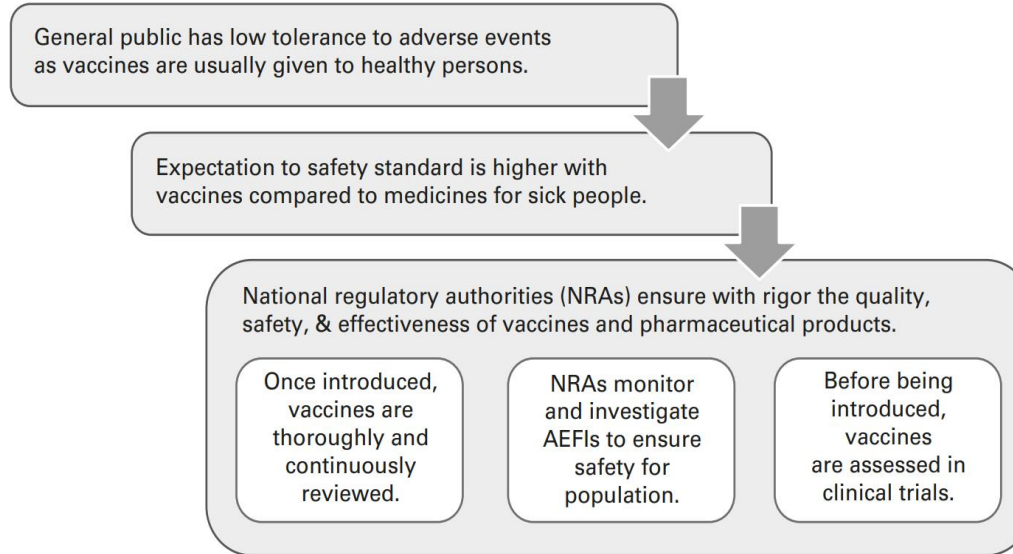 General public has low tolerance to adverse events
as vaccines are usually given to healthy persons.
Expectation to safety standard is higher with
vaccines compared to medicines for sick people.
National regulatory authorities (NRAs) ensure with rigor the quality,
safety, & effectiveness of vaccines and pharmaceutical products.
Once introduced,
vaccines are
thoroughly and
continuously
reviewed.
NRAs monitor
and investigate
AEFIs to ensure
safety for
population.
Before being
introduced,
vaccines
are assessed in
clinical trials.